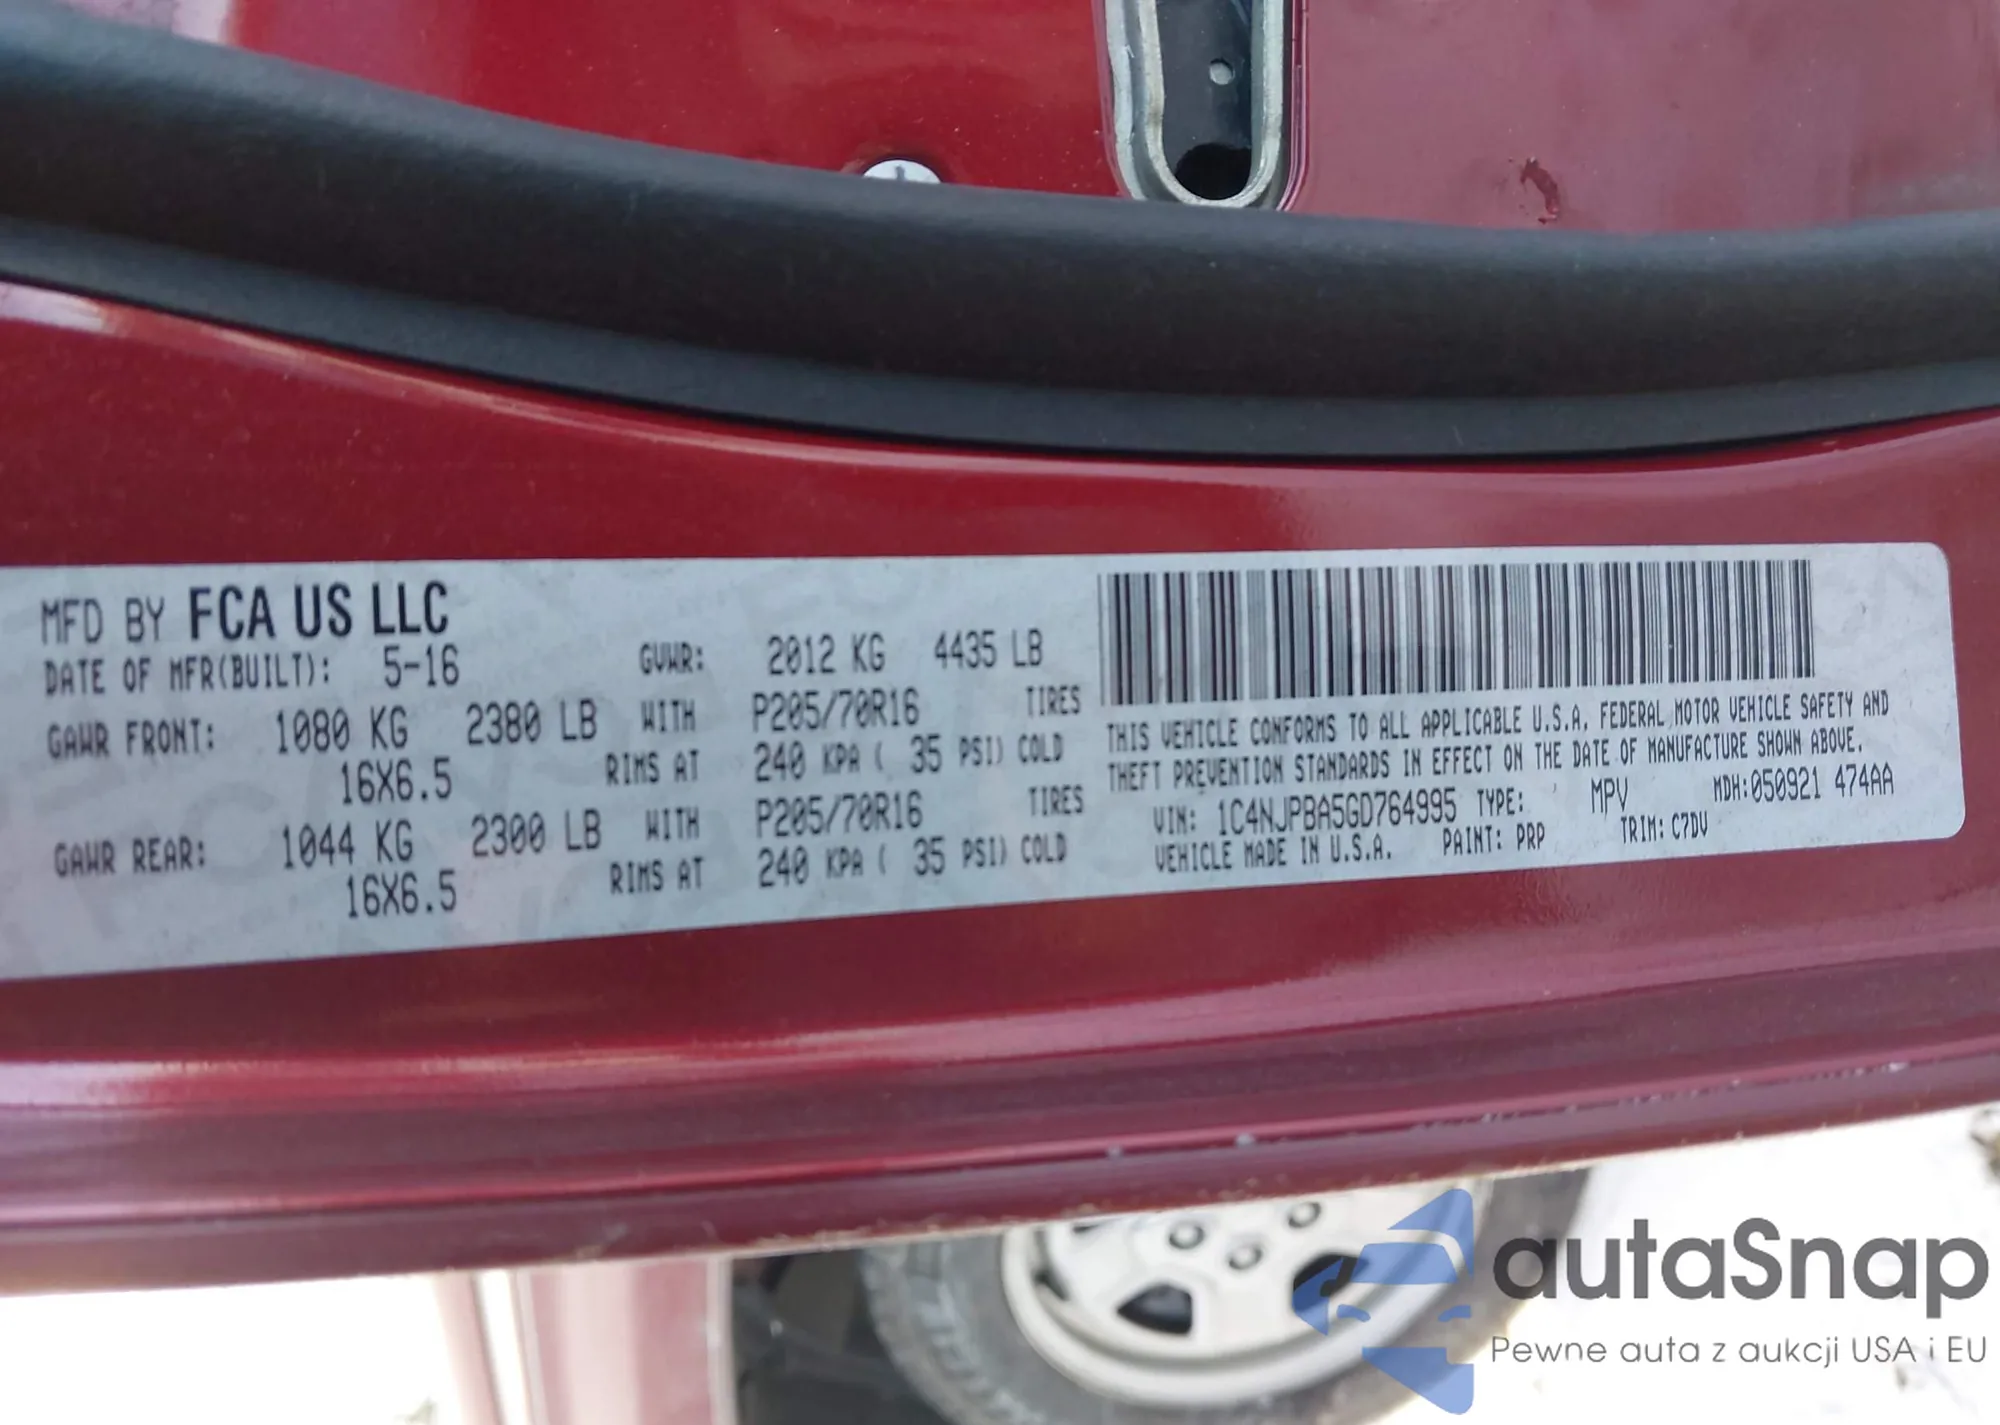 MFD BY FCA US LLC
DATE OF MFR(BUILT): 5-16 GVWR: 2012 KG 4435 LB
GAWR FRONT: 1080 KG 2380 LB WITH P205/70R16 TIRES
16X6.5 RIMS AT 240 KPA ( 35 PSI) COLD
GAWR REAR: 1044 KG 2300 LB WITH P205/70R16 TIRES
16X6.5 RIMS AT 240 KPA ( 35 PSI) COLD
THIS VEHICLE CONFORMS TO ALL APPLICABLE U.S.A. FEDERAL MOTOR VEHICLE SAFETY AND
THEFT PREVENTION STANDARDS IN EFFECT ON THE DATE OF MANUFACTURE SHOWN ABOVE.
VIN: 1C4NJPBA5GD764995 TYPE: MPV MDH:050921 474AA
VEHICLE MADE IN U.S.A. PAINT: PRP TRIM: C7DV
autaSnap
Pewne auta z aukcji USA i EU